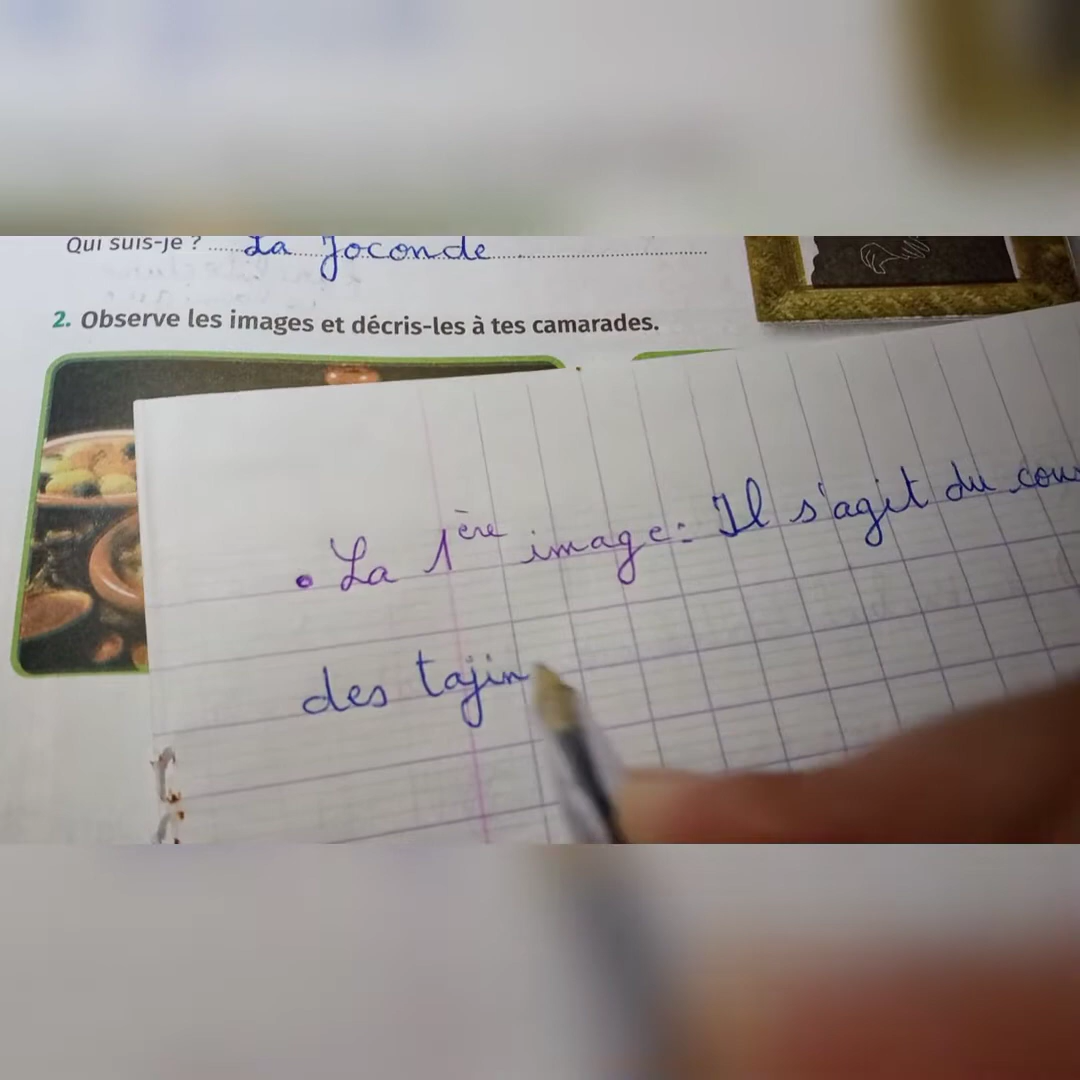 Qui suis-je ? ...... La Joconde ......
2. Observe les images et décris-les à tes camarades.
• La 1ère image: Il s'agit du
des tajin